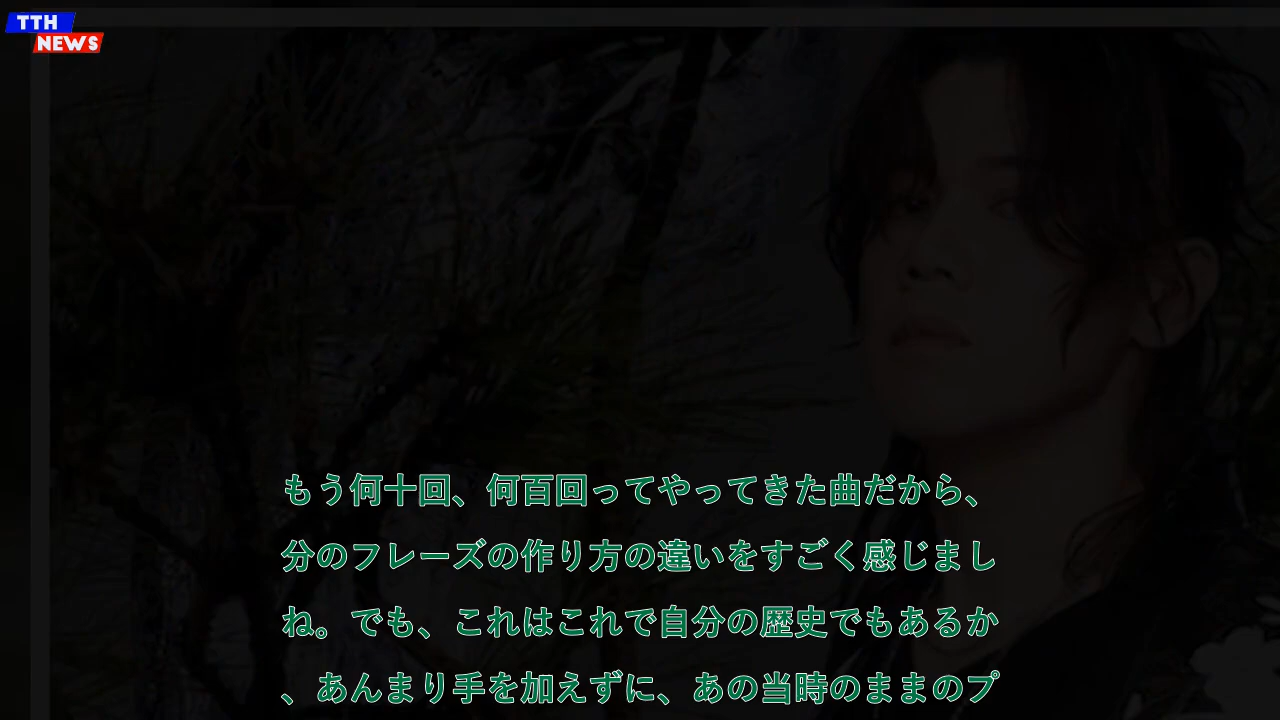 TTH
NEWS
もう何十回、何百回ってやってきた曲だから、
分のフレーズの作り方の違いをすごく感じまし
ね。でも、これはこれで自分の歴史でもあるか
、あんまり手を加えずに、あの当時のままのプ